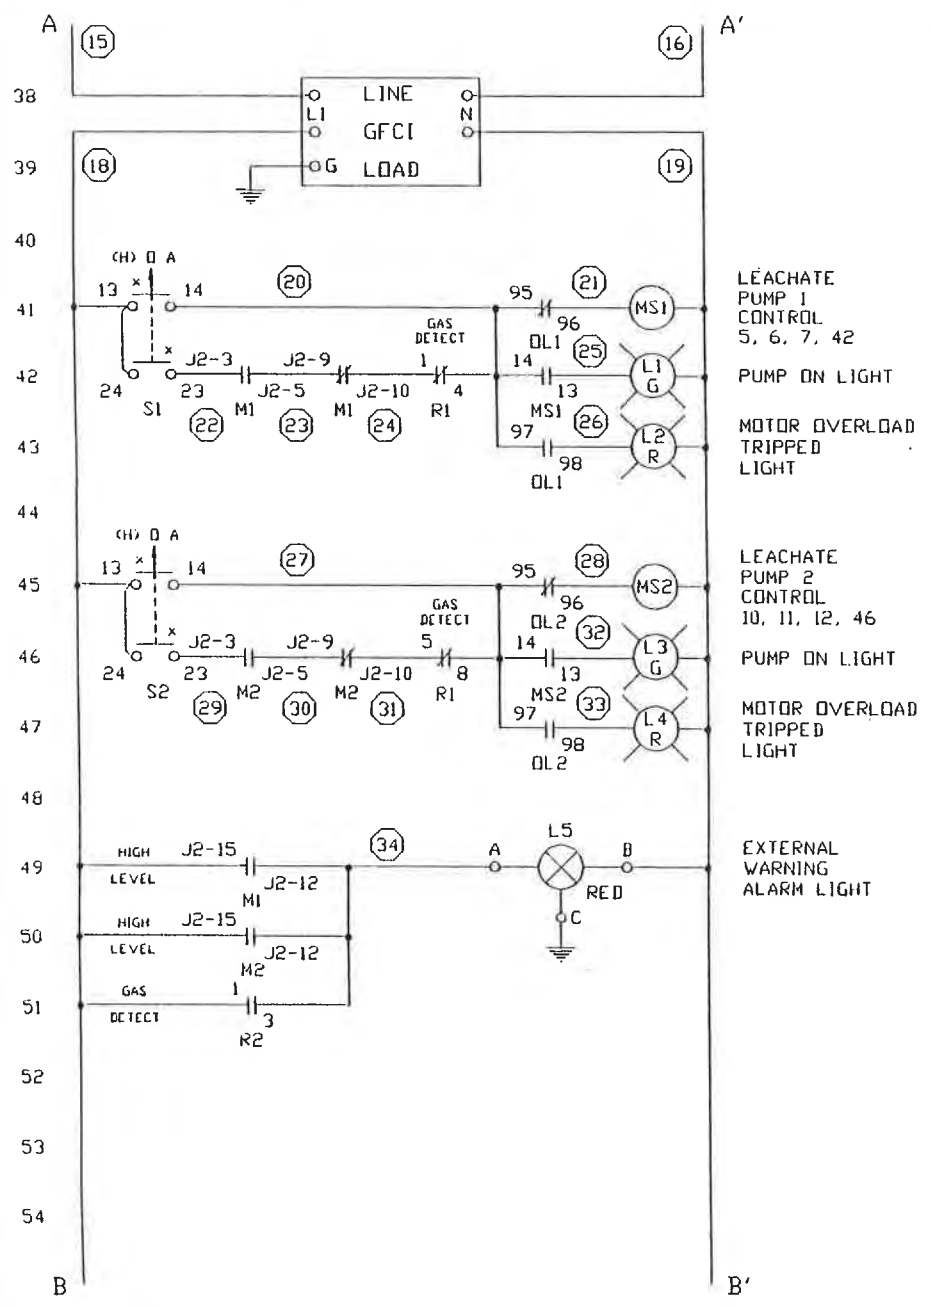 A
A'
15
16
38
LINE
L1
N
GFCI
39
18
G
LOAD
19
40
(H) O A
x
13
14
20
95
21
41
96
MS1
LEACHATE
PUMP 1
CONTROL
5, 6, 7, 42
GAS
DETECT
OL1
25
x
J2-3
J2-9
1
14
L1
G
42
PUMP ON LIGHT
24
23
J2-5
J2-10
4
13
S1
22
M1
23
M1
24
R1
MS1
26
97
L2
R
43
98
OL1
MOTOR OVERLOAD
TRIPPED
LIGHT
44
(H) O A
x
13
14
27
95
28
45
96
MS2
LEACHATE
PUMP 2
CONTROL
10, 11, 12, 46
GAS
DETECT
OL2
32
x
J2-3
J2-9
5
14
L3
G
46
PUMP ON LIGHT
24
23
J2-5
J2-10
8
13
S2
29
M2
30
M2
31
R1
MS2
33
97
L4
R
47
98
OL2
MOTOR OVERLOAD
TRIPPED
LIGHT
48
HIGH
LEVEL
J2-15
34
A
L5
B
49
J2-12
M1
RED
C
EXTERNAL
WARNING
ALARM LIGHT
HIGH
LEVEL
J2-15
50
J2-12
M2
GAS
DETECT
1
51
3
R2
52
53
54
B
B'